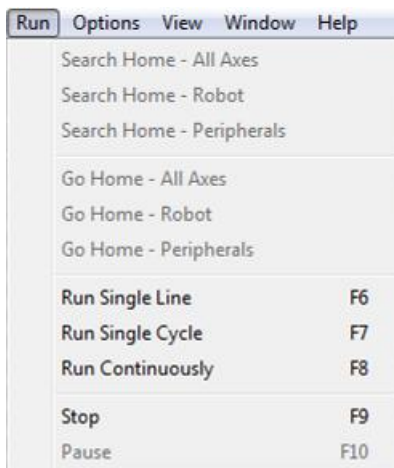 Run Options View Window Help
Search Home - All Axes
Search Home - Robot
Search Home - Peripherals
Go Home - All Axes
Go Home - Robot
Go Home - Peripherals
Run Single Line F6
Run Single Cycle F7
Run Continuously F8
Stop F9
Pause F10